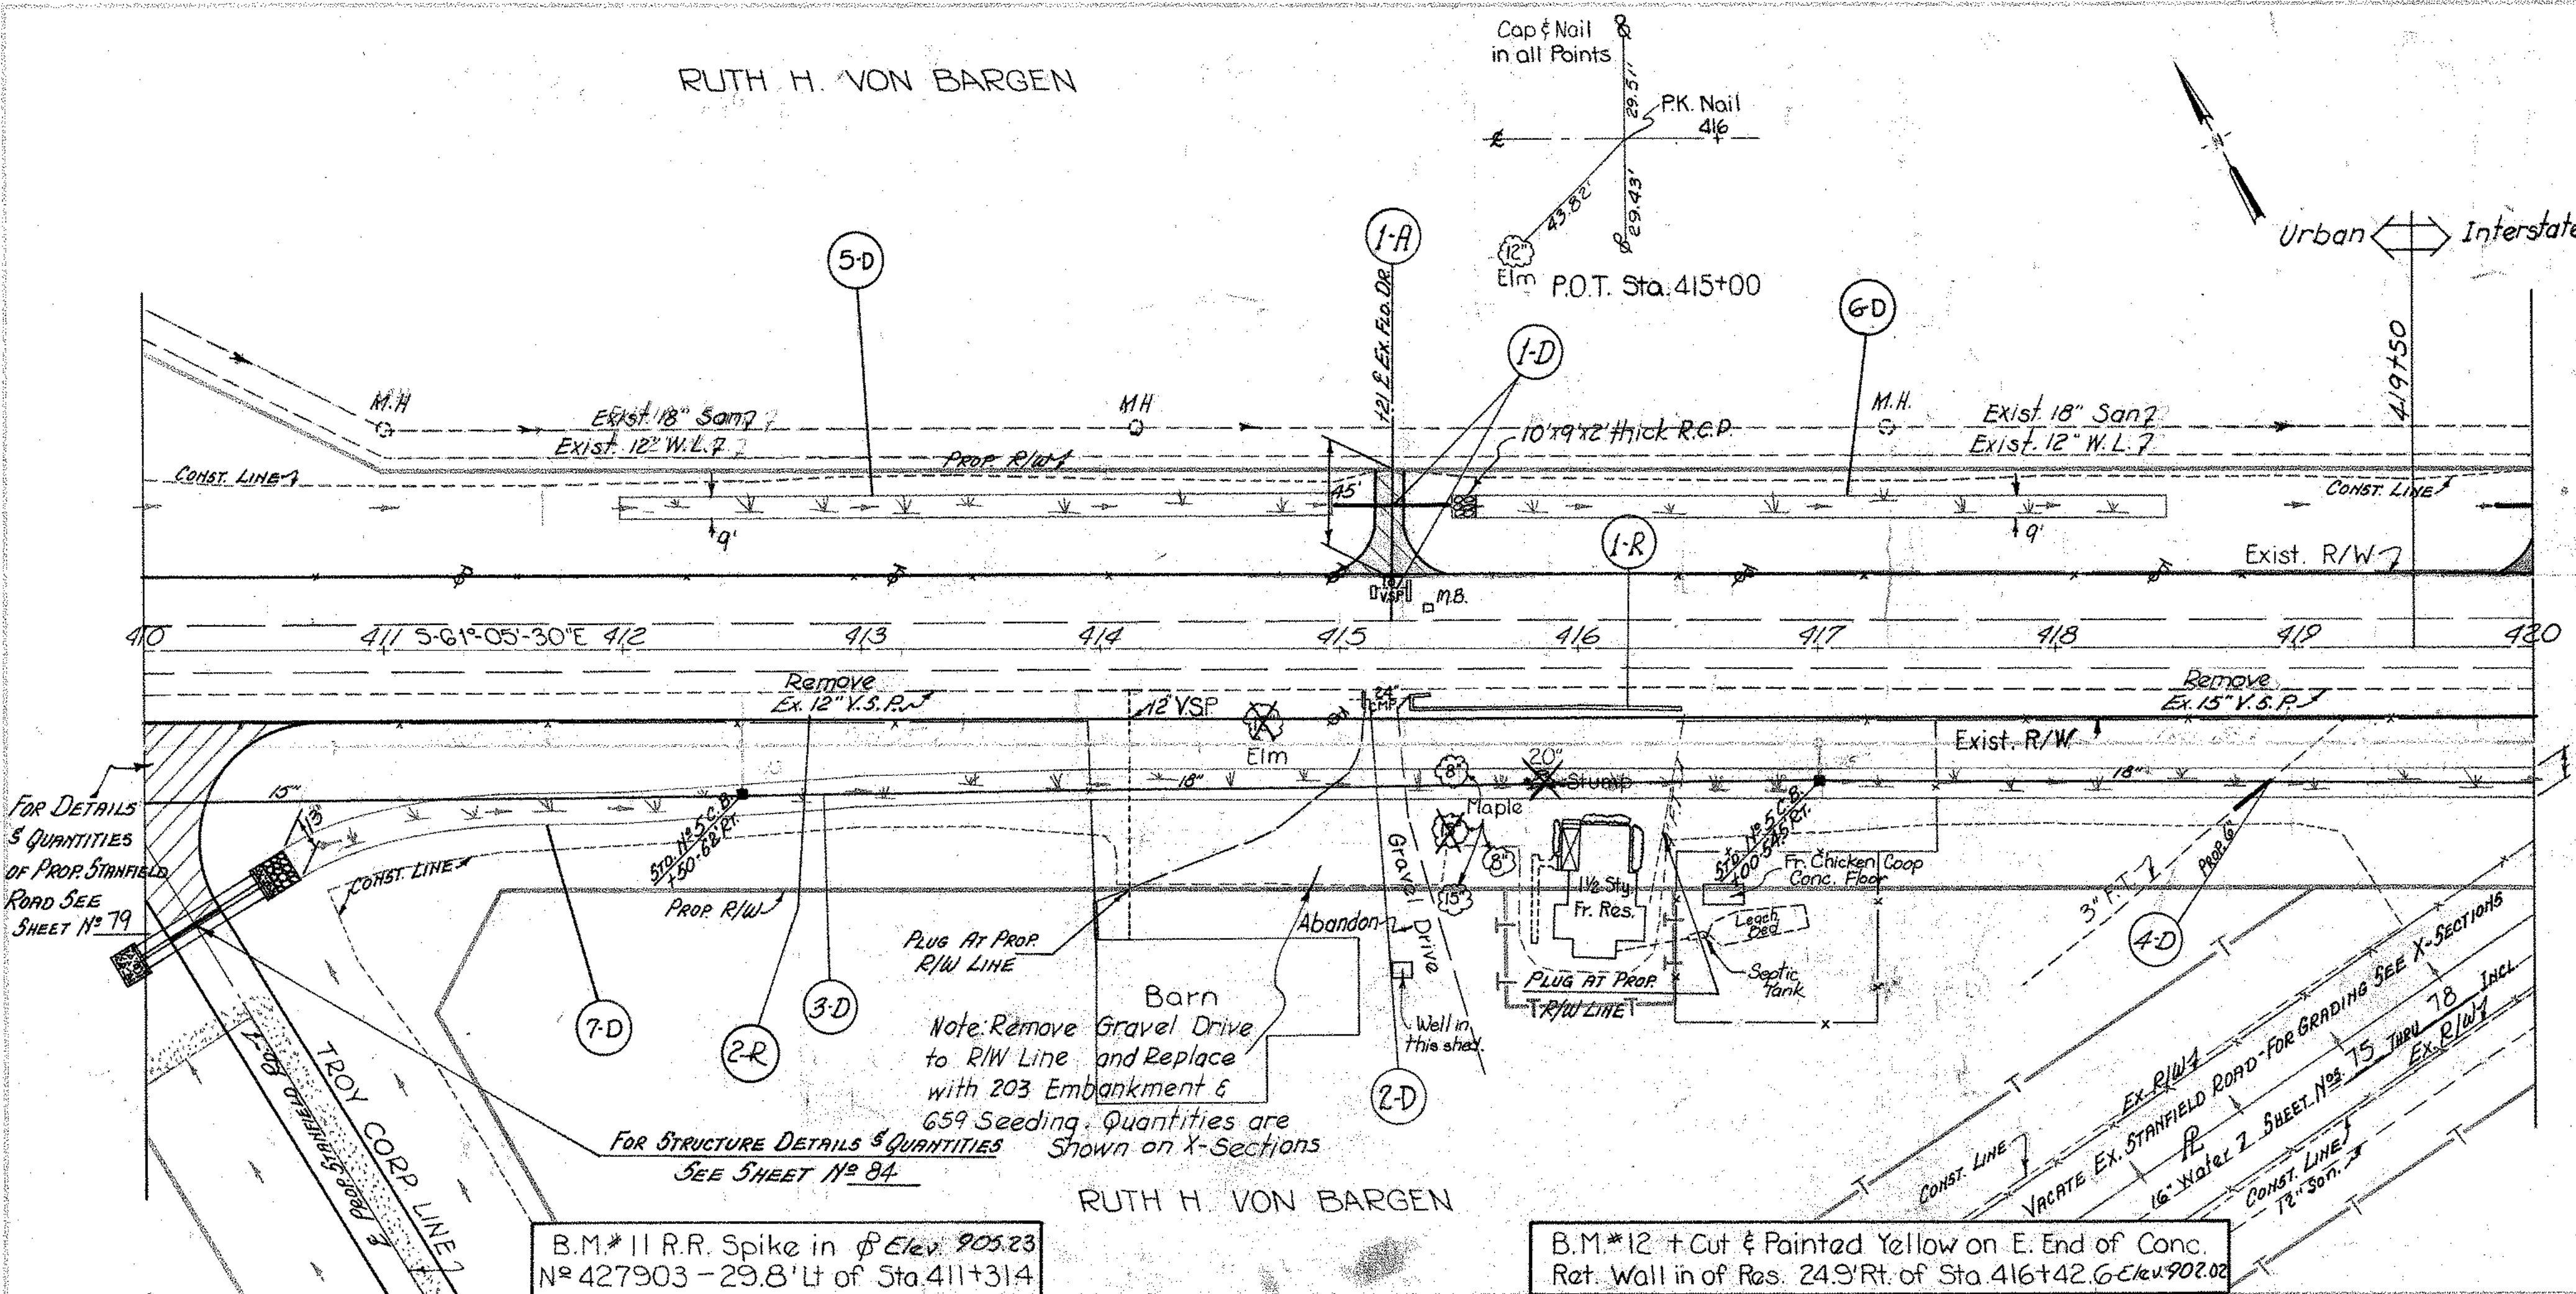 RUTH H. VON BARGEN
Cap & Nail
in all Points
29.51'
P.K. Nail
416
43.82'
29.43'
12"
Elm
P.O.T. Sta. 415+00
Urban
Interstate
5-D
1-A
1-D
6-D
+21 ℄ Ex. FLD. DR.
419+50
M.H
MH
M.H.
Exist. 18" San
Exist. 12" W.L.
10'x9'x2' thick R.C.P.
Exist. 18" San
Exist. 12" W.L.
CONST. LINE
PROP. R/W
45'
CONST. LINE
9'
9'
1-R
Exist. R/W
VSP
M.B.
410
411 S-61°-05'-30"E 412
413
414
415
416
417
418
419
420
Remove
Ex. 12" V.S.P.
12" VSP
24"
CMP
Remove
Ex. 15" V.S.P.
Elm
Exist. R/W
FOR DETAILS
& QUANTITIES
OF PROP. STANFIELD
ROAD SEE
SHEET Nº 79
15"
13'
18"
8"
20"
Stump
18"
Maple
8"
15"
STD. Nº 5 C.B.
+50-68' RT.
STD. Nº 5 C.B.
+00-54.5 RT.
CONST. LINE
PROP. R/W
Gravel Drive
1½ Sty.
Fr. Res.
Fr. Chicken Coop
Conc. Floor
Leach
Bed
Septic
Tank
3" F.T.
PROP. 6"
4-D
Abandon
PLUG AT PROP.
R/W LINE
PLUG AT PROP.
R/W LINE
Well in
this shed.
7-D
2-R
3-D
2-D
Barn
Note: Remove Gravel Drive
to R/W Line and Replace
with 203 Embankment &
659 Seeding. Quantities are
Shown on X-Sections
FOR STRUCTURE DETAILS & QUANTITIES
SEE SHEET Nº 84
TROY CORP. LINE
℄ PROP. STANFIELD RD.
EX. R/W
VACATE EX. STANFIELD ROAD-FOR GRADING SEE X-SECTIONS
SHEET Nos. 75 THRU 78 INCL.
EX. R/W
CONST. LINE
16" Water
CONST. LINE
12" San.
RUTH H. VON BARGEN
B.M.#11 R.R. Spike in Elev. 905.23
Nº 427903-29.8' Lt of Sta. 411+31.4
B.M.#12 + Cut & Painted Yellow on E. End of Conc.
Ret. Wall in of Res. 24.9' Rt. of Sta. 416+42.6-Elev. 902.02